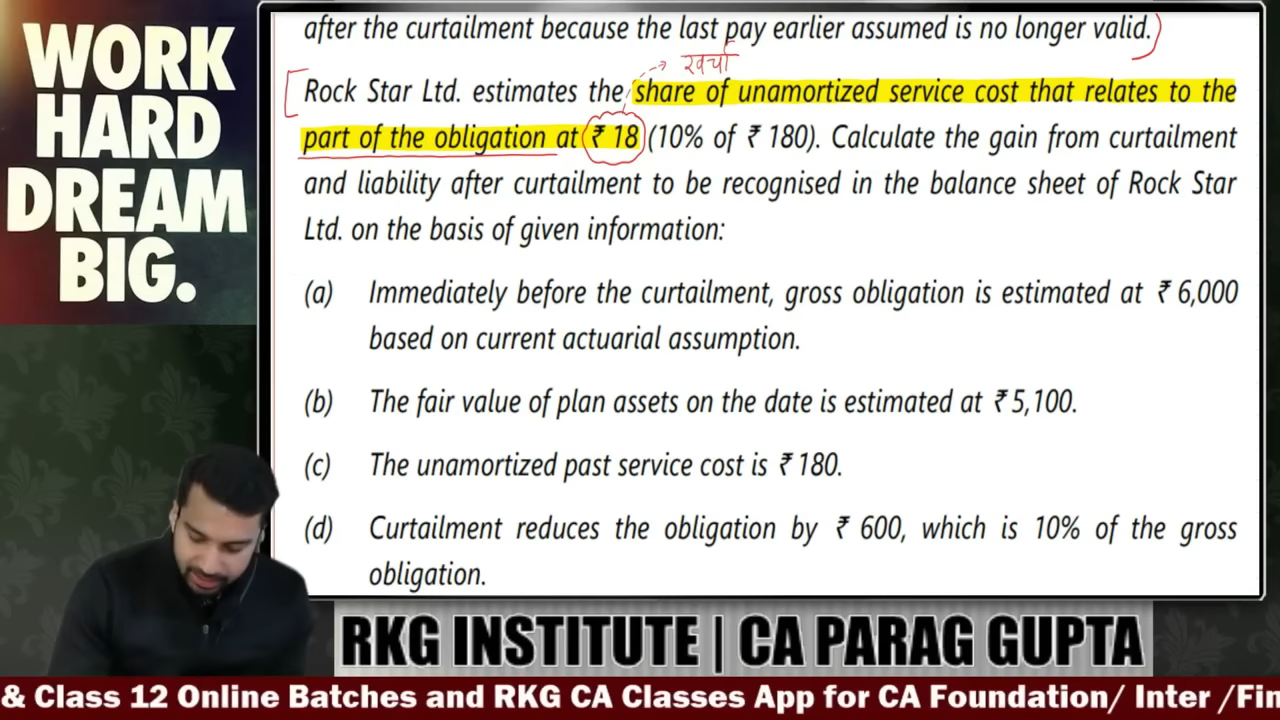 WORK
HARD
DREAM
BIG.
after the curtailment because the last pay earlier assumed is no longer valid.)
खर्चा
[Rock Star Ltd. estimates the share of unamortized service cost that relates to the
part of the obligation at ₹ 18 (10% of ₹ 180). Calculate the gain from curtailment
and liability after curtailment to be recognised in the balance sheet of Rock Star
Ltd. on the basis of given information:
(a) Immediately before the curtailment, gross obligation is estimated at ₹ 6,000
based on current actuarial assumption.
(b) The fair value of plan assets on the date is estimated at ₹ 5,100.
(c) The unamortized past service cost is ₹ 180.
(d) Curtailment reduces the obligation by ₹ 600, which is 10% of the gross
obligation.
RKG INSTITUTE | CA PARAG GUPTA
& Class 12 Online Batches and RKG CA Classes App for CA Foundation/ Inter /Fin